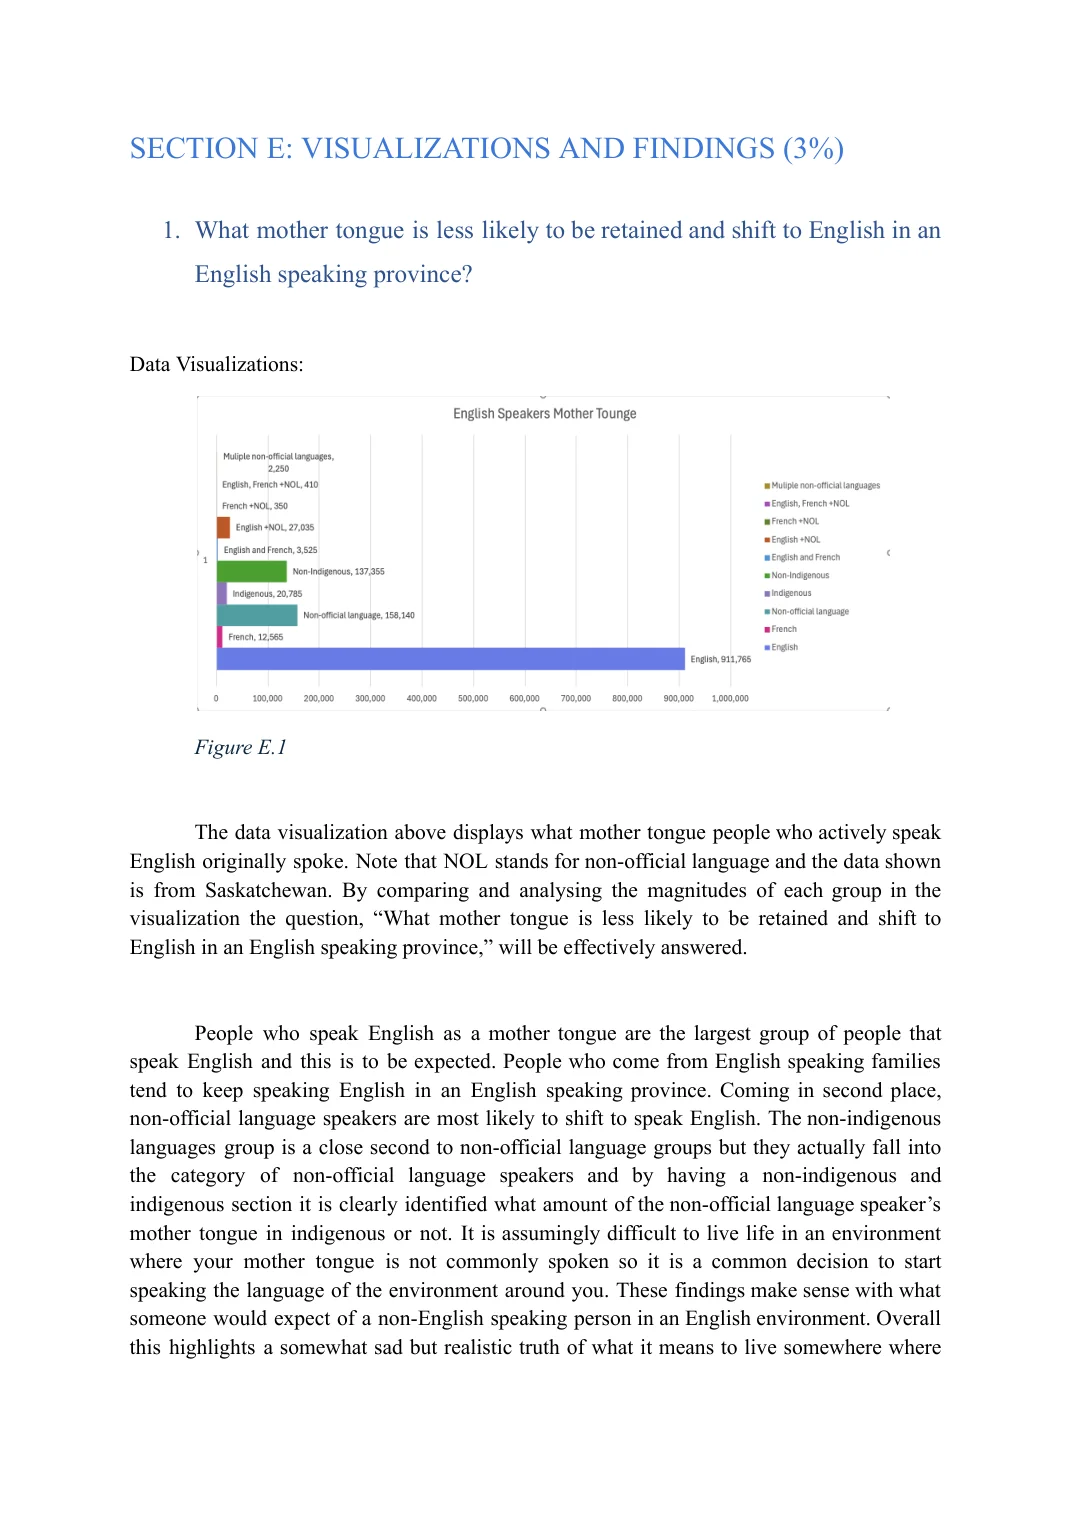 SECTION E: VISUALIZATIONS AND FINDINGS (3%)
1. What mother tongue is less likely to be retained and shift to English in an
English speaking province?
Data Visualizations:
English Speakers Mother Tounge
Muliple non-official languages,
2,250
English, French +NOL, 410
French +NOL, 350
English +NOL, 27,035
English and French, 3,525
1
Non-Indigenous, 137,355
Indigenous, 20,785
Non-official language, 158,140
French, 12,565
English, 911,765
0 100,000 200,000 300,000 400,000 500,000 600,000 700,000 800,000 900,000 1,000,000
Muliple non-official languages
English, French +NOL
French +NOL
English +NOL
English and French
Non-Indigenous
Indigenous
Non-official language
French
English
Figure E.1
The data visualization above displays what mother tongue people who actively speak
English originally spoke. Note that NOL stands for non-official language and the data shown
is from Saskatchewan. By comparing and analysing the magnitudes of each group in the
visualization the question, “What mother tongue is less likely to be retained and shift to
English in an English speaking province,” will be effectively answered.
People who speak English as a mother tongue are the largest group of people that
speak English and this is to be expected. People who come from English speaking families
tend to keep speaking English in an English speaking province. Coming in second place,
non-official language speakers are most likely to shift to speak English. The non-indigenous
languages group is a close second to non-official language groups but they actually fall into
the category of non-official language speakers and by having a non-indigenous and
indigenous section it is clearly identified what amount of the non-official language speaker’s
mother tongue in indigenous or not. It is assumingly difficult to live life in an environment
where your mother tongue is not commonly spoken so it is a common decision to start
speaking the language of the environment around you. These findings make sense with what
someone would expect of a non-English speaking person in an English environment. Overall
this highlights a somewhat sad but realistic truth of what it means to live somewhere where